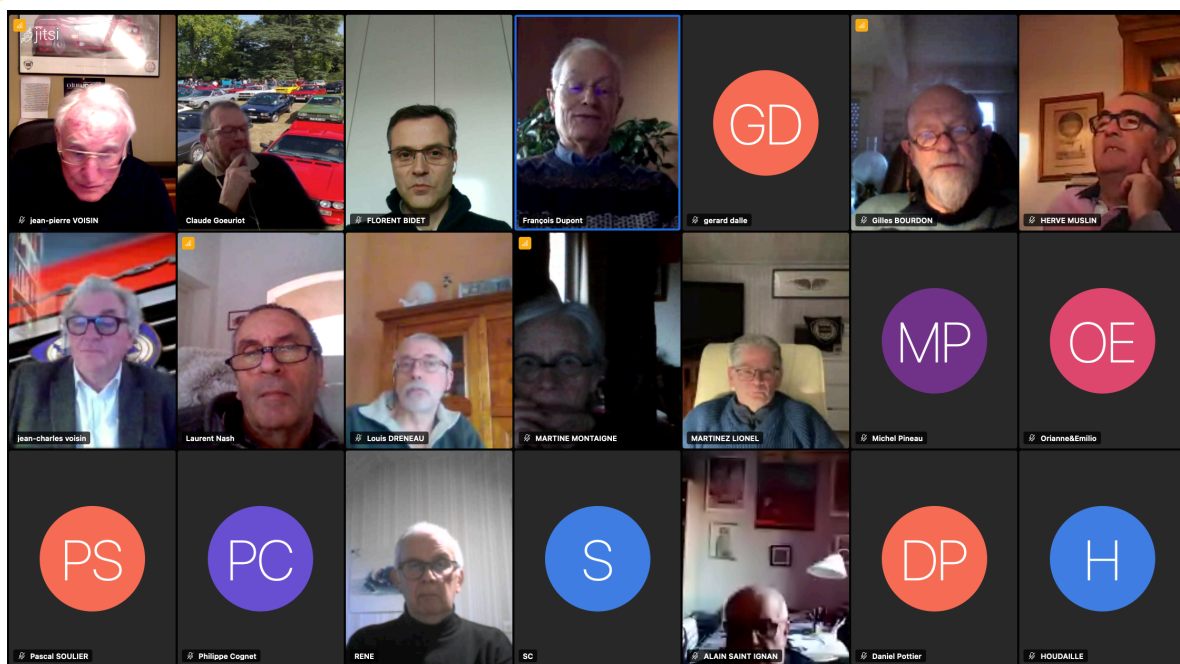 jitsi
jean-pierre VOISIN
Claude Goeuriot
FLORENT BIDET
François Dupont
GD
gerard dalle
Gilles BOURDON
HERVE MUSLIN
jean-charles voisin
Laurent Nash
Louis DRENEAU
MARTINE MONTAIGNE
MARTINEZ LIONEL
MP
Michel Pineau
OE
Orianne&Emilio
PS
Pascal SOULIER
PC
Philippe Cognet
RENE
S
SC
ALAIN SAINT IGNAN
DP
Daniel Pottier
H
HOUDAILLE